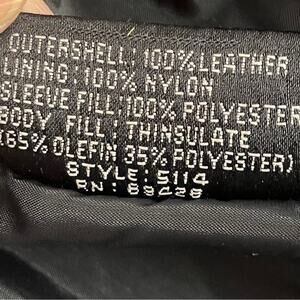 OUTERSHELL: 100% LEATHER
LINING: 100% NYLON
SLEEVE FILL: 100% POLYESTER
BODY FILL: THINSULATE
(65% OLEFIN 35% POLYESTER)
STYLE: 5114
RN: 89428